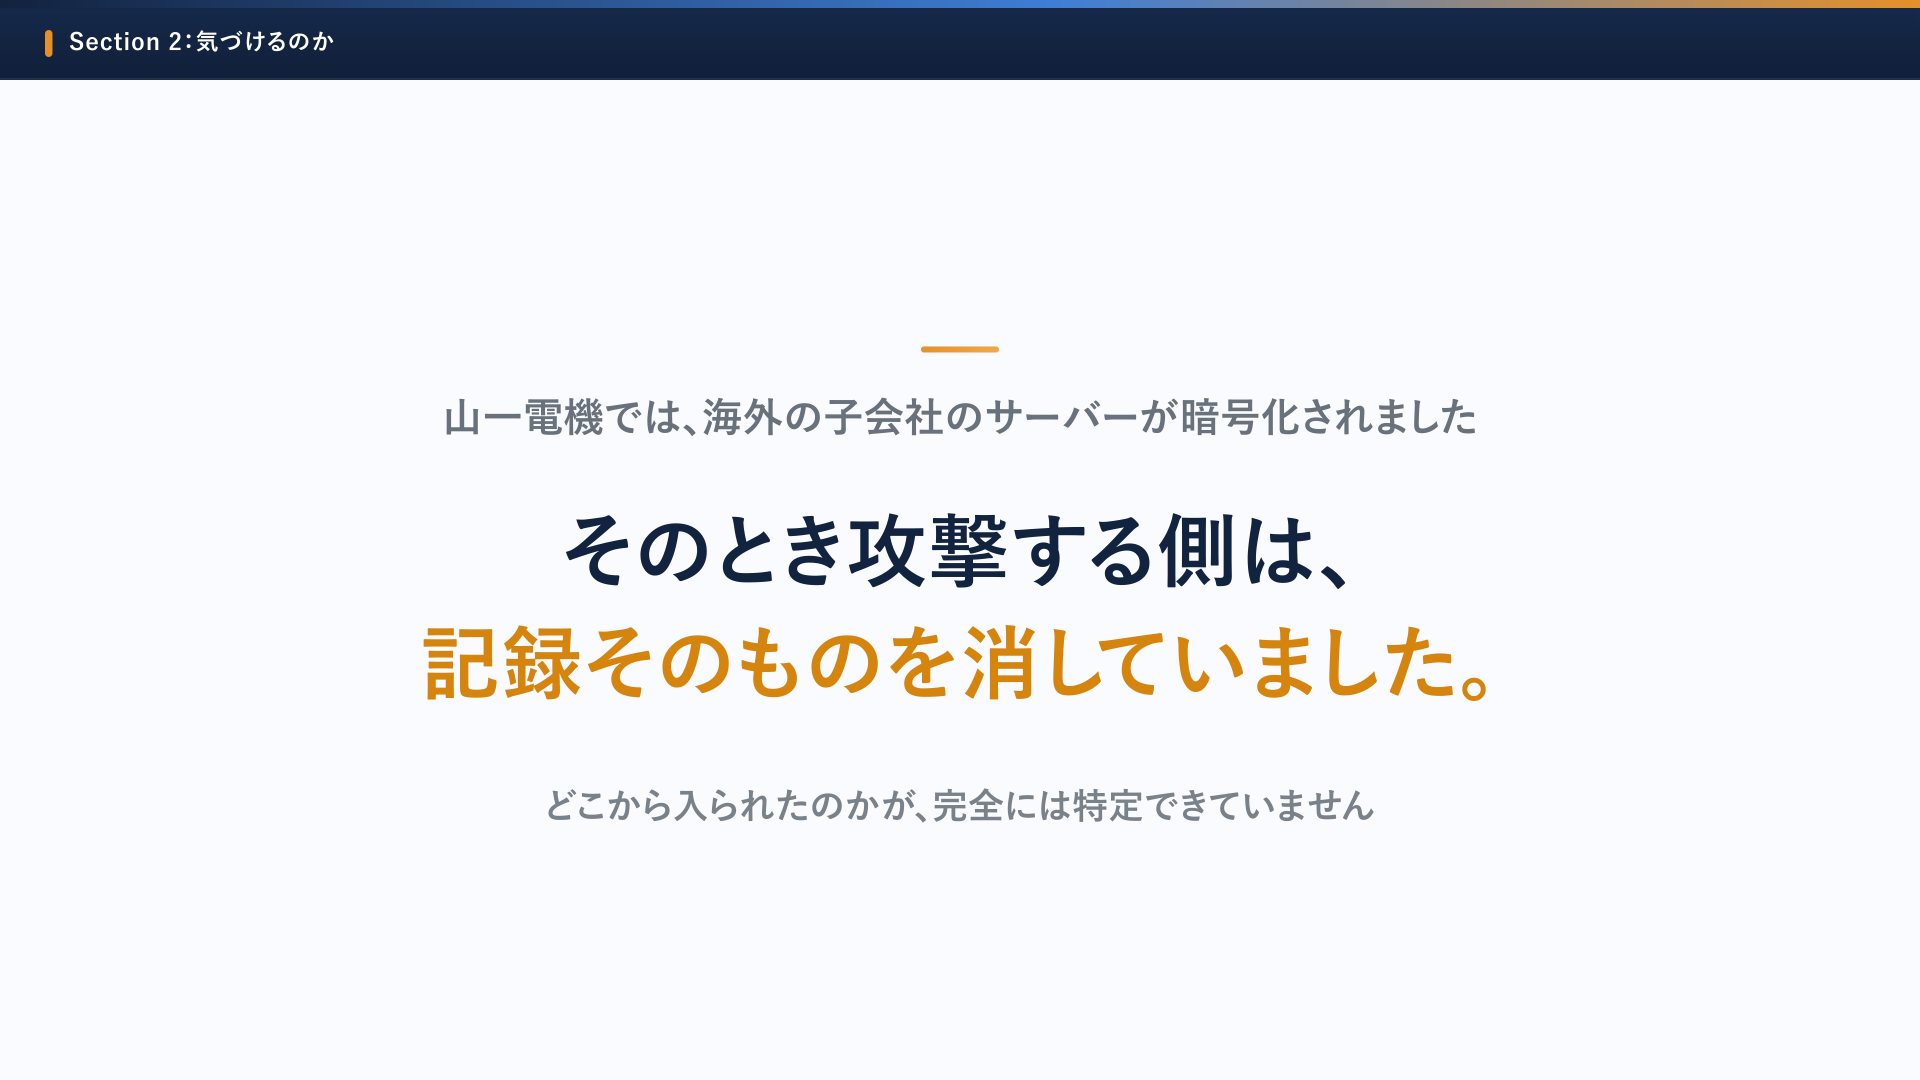 Section 2：気づけるのか
山一電機では、海外の子会社のサーバーが暗号化されました
そのとき攻撃する側は、
記録そのものを消していました。
どこから入られたのかが、完全には特定できていません